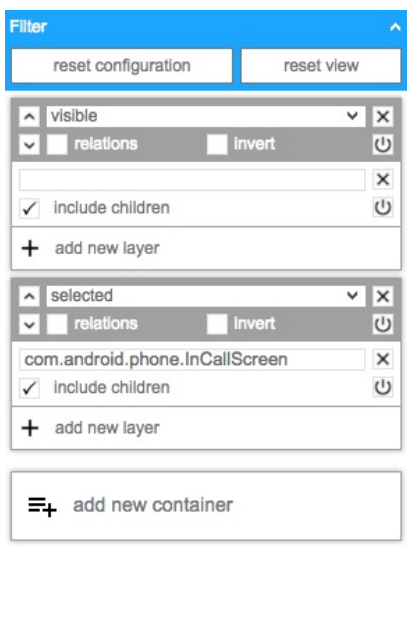 Filter
reset configuration reset view
visible
relations invert
include children
add new layer
selected
relations invert
com.android.phone.InCallScreen
include children
add new layer
add new container